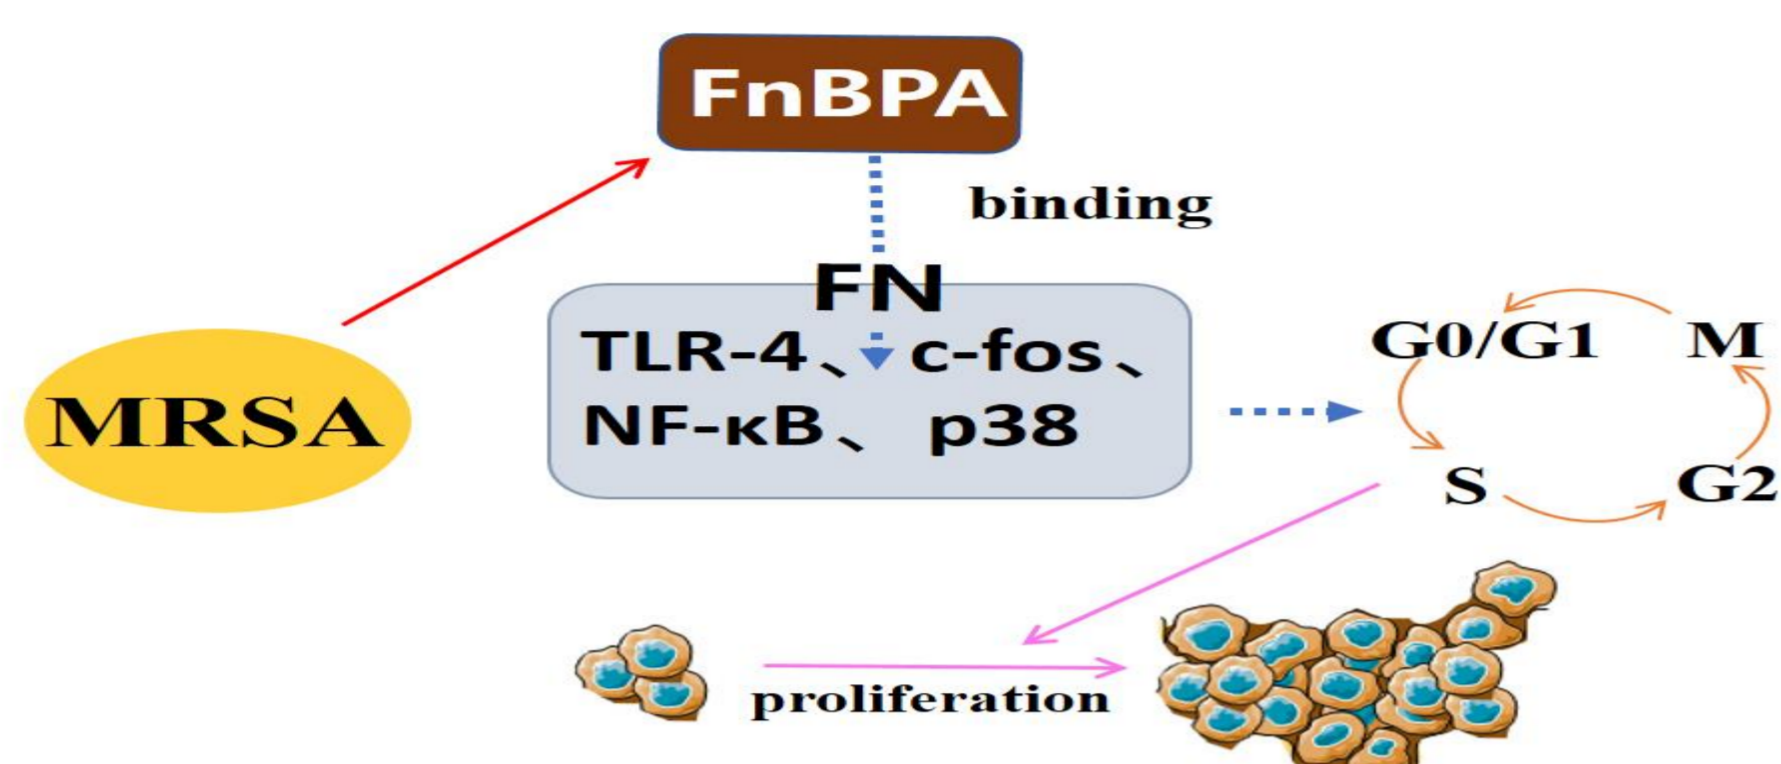 FnBPA
binding
FN
TLR-4、 c-fos、
NF-κB、 p38
MRSA
G0/G1 M
S G2
proliferation